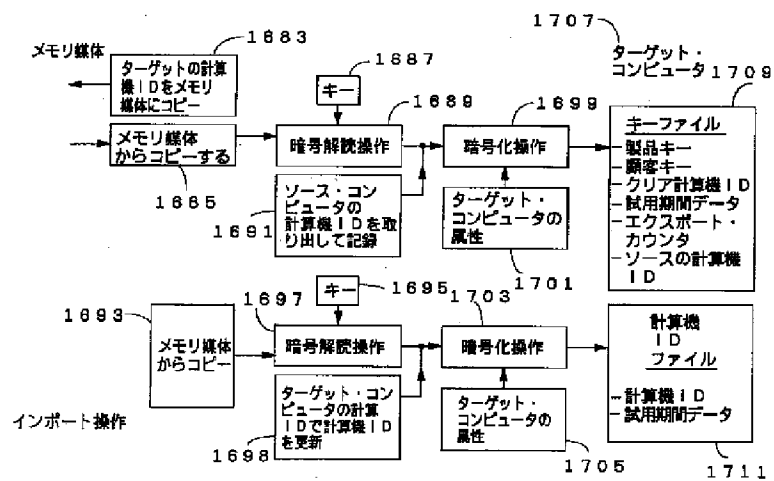 メモリ媒体
1683
ターゲットの計算
機IDをメモリ
媒体にコピー
メモリ媒体
からコピーする
1685
1687
キー
1689
暗号解読操作
ソース・コン
ピュータの
計算機IDを取
り出して記録
1691
1699
暗号化操作
ターゲット・
コンピュータの
属性
1701
1707
ターゲット・
コンピュータ
1709
キーファイル
製品キー
顧客キー
クリア計算機ID
試用期間データ
エクスポート・
カウンタ
ソースの計算機
ID
1693
メモリ媒体
からコピー
1697
キー
1695
暗号解読操作
ターゲット・コン
ピュータの計算
IDで計算機ID
を更新
1698
1703
暗号化操作
ターゲット・
コンピュータの
属性
1705
計算機
ID
ファイル
計算機ID
試用期間データ
1711
インポート操作